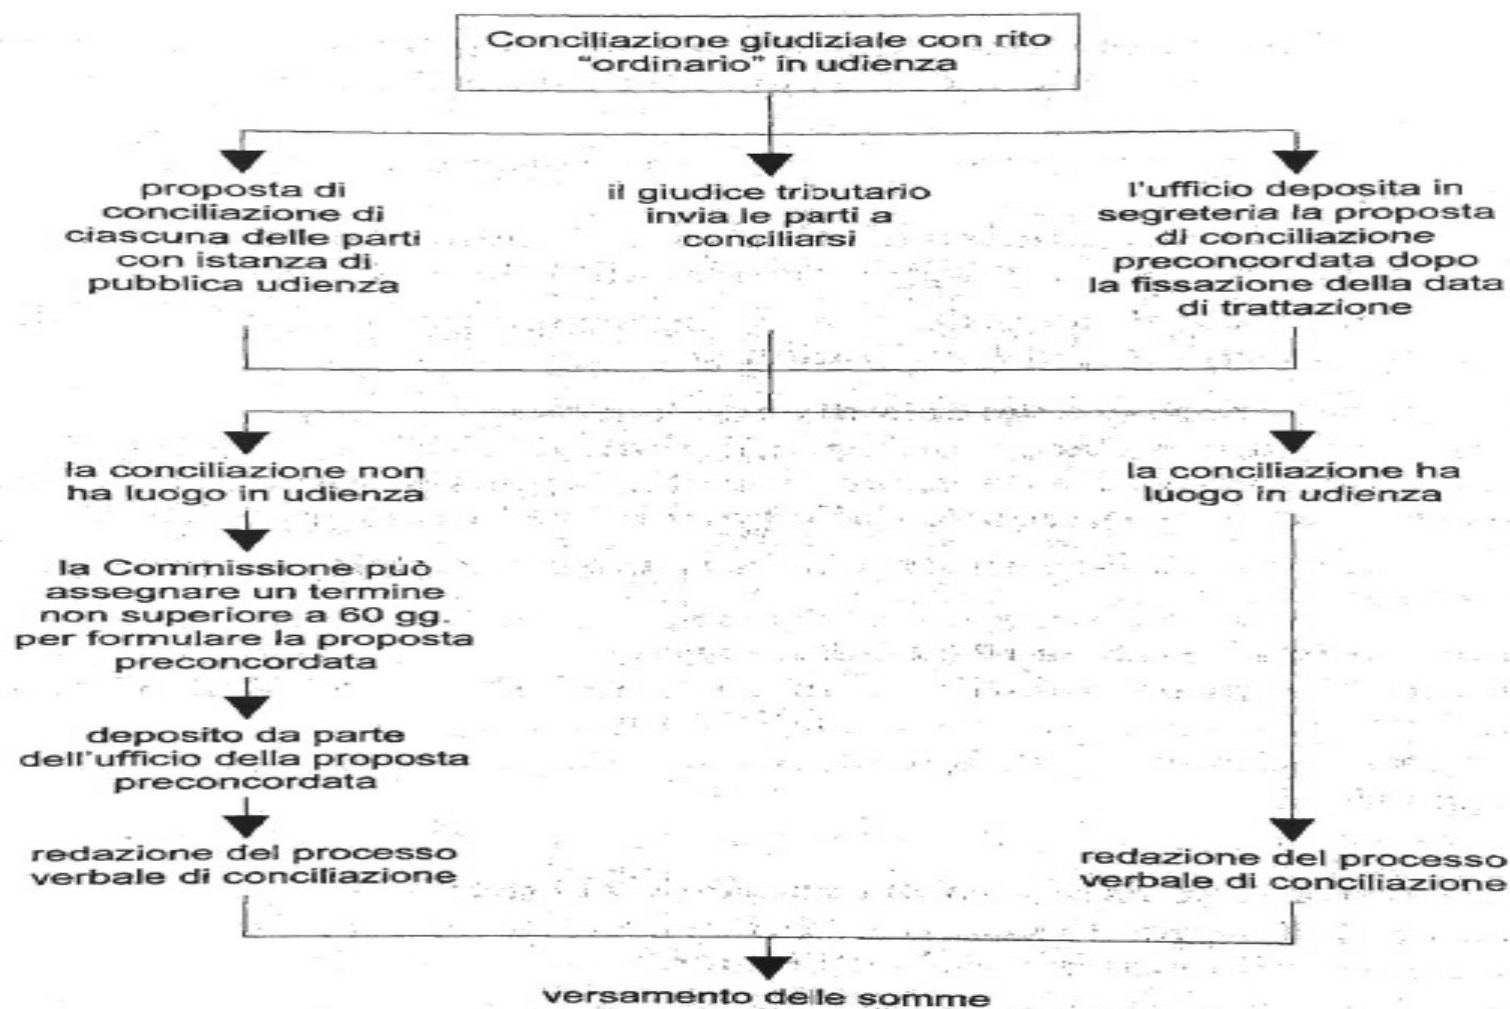 Conciliazione giudiziale con rito
"ordinario" in udienza
proposta di
conciliazione di
ciascuna delle parti
con istanza di
pubblica udienza
il giudice tributario
invia le parti a
conciliarsi
l'ufficio deposita in
segreteria la proposta
di conciliazione
preconcordata dopo
la fissazione della data
di trattazione
la conciliazione non
ha luogo in udienza
la conciliazione ha
luogo in udienza
la Commissione può
assegnare un termine
non superiore a 60 gg.
per formulare la proposta
preconcordata
deposito da parte
dell'ufficio della proposta
preconcordata
redazione del processo
verbale di conciliazione
redazione del processo
verbale di conciliazione
versamento delle somme